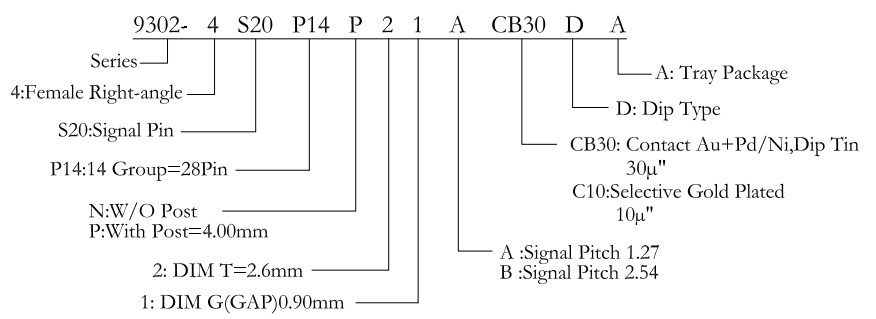 9302- 4 S20 P14 P 2 1 A CB30 D A
Series
A: Tray Package
4:Female Right-angle
D: Dip Type
S20:Signal Pin
CB30: Contact Au+Pd/Ni,Dip Tin
30µ"
P14:14 Group=28Pin
C10:Selective Gold Plated
10µ"
N:W/O Post
P:With Post=4.00mm
A :Signal Pitch 1.27
B :Signal Pitch 2.54
2: DIM T=2.6mm
1: DIM G(GAP)0.90mm